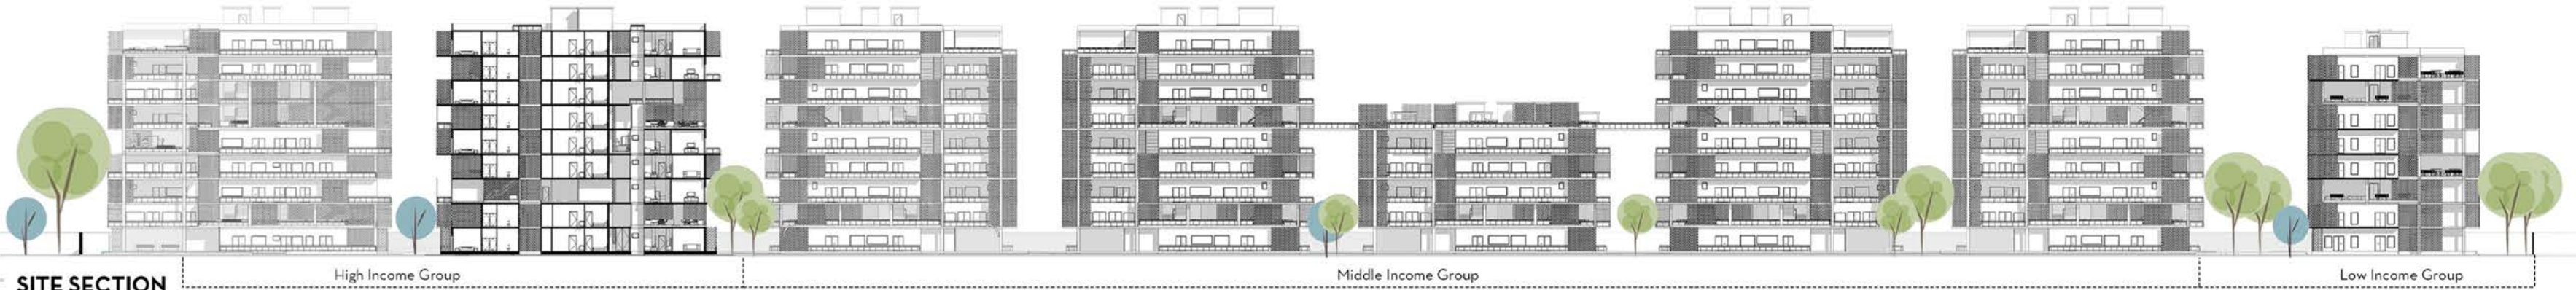 High Income Group
Middle Income Group
Low Income Group
SITE SECTION